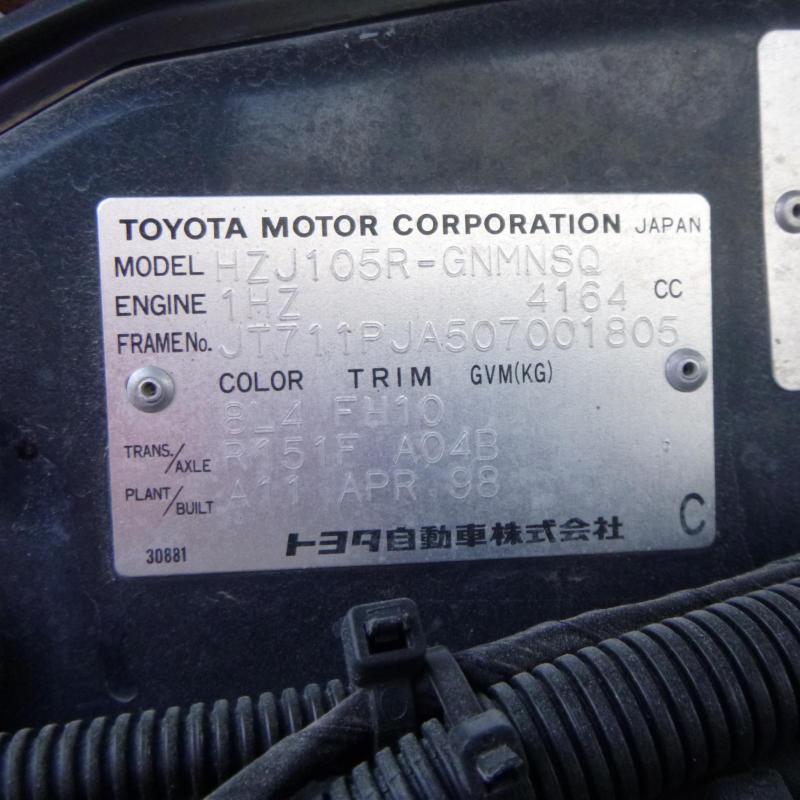 TOYOTA MOTOR CORPORATION JAPAN
MODEL HZJ105R-GNMNSQ
ENGINE 1HZ 4164 CC
FRAME No. JT711PJA507001805
COLOR TRIM GVM(KG)
8L4 FH10
TRANS./AXLE R151F A04B
PLANT/BUILT A11 APR.98
C
30881 トヨタ自動車株式会社